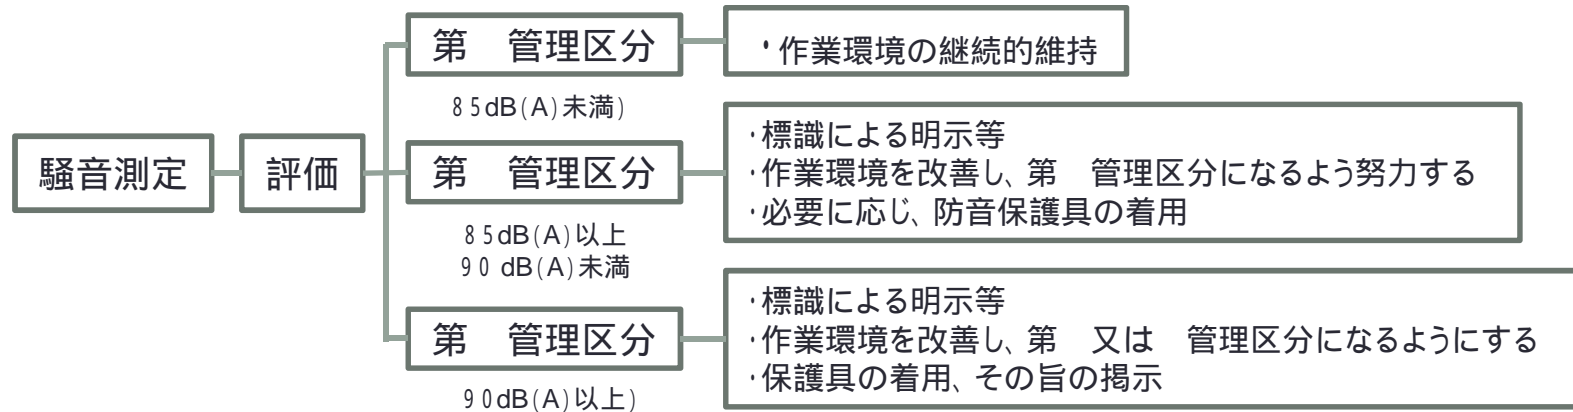 騒音測定
評価
第　管理区分
85dB(A)未満)
・作業環境の継続的維持
第　管理区分
85dB(A)以上
90 dB(A)未満
・標識による明示等
・作業環境を改善し、第　管理区分になるよう努力する
・必要に応じ、防音保護具の着用
第　管理区分
90dB(A)以上)
・標識による明示等
・作業環境を改善し、第　又は　管理区分になるようにする
・保護具の着用、その旨の掲示